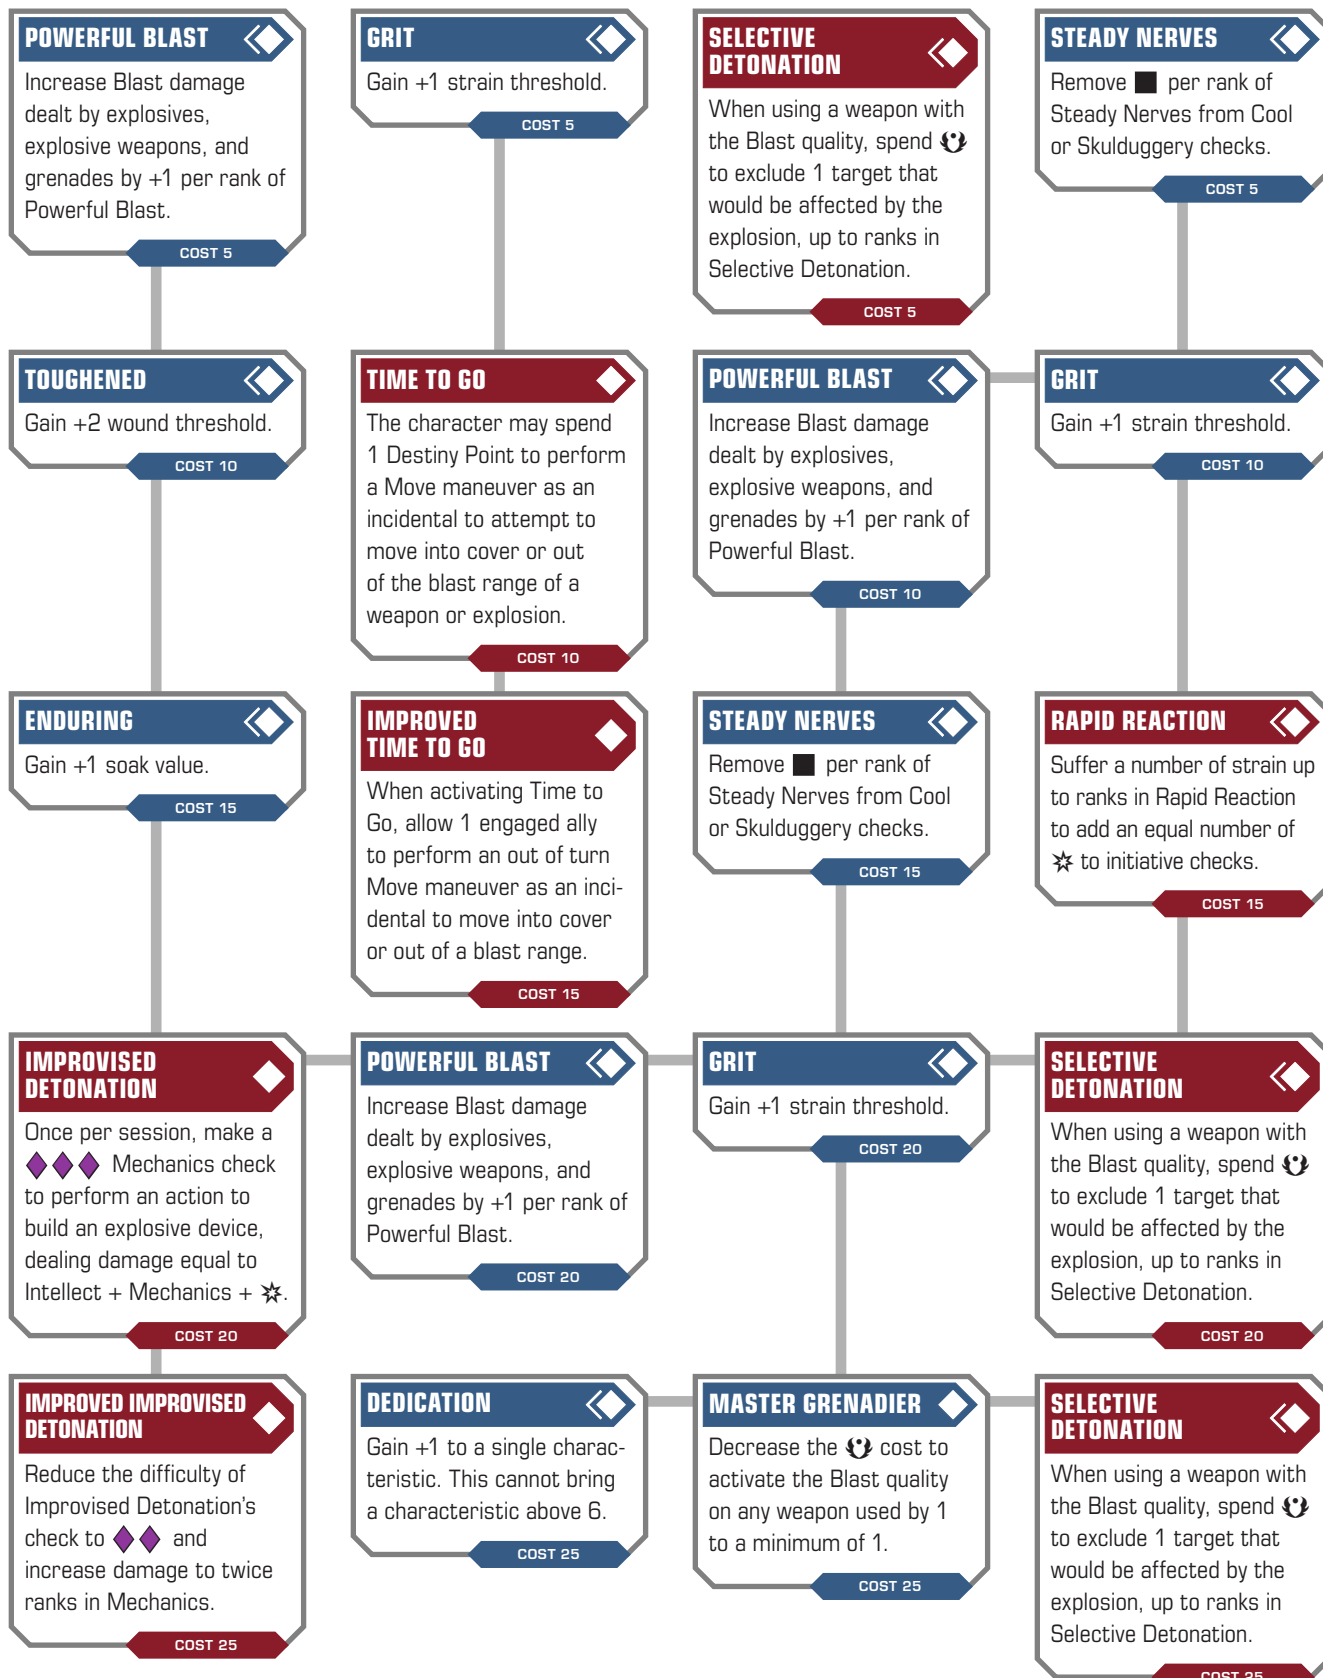 POWERFUL BLAST
Increase Blast damage
dealt by explosives,
explosive weapons, and
grenades by +1 per rank of
Powerful Blast.
COST 5
GRIT
Gain +1 strain threshold.
COST 5
SELECTIVE
DETONATION
When using a weapon with
the Blast quality, spend
to exclude 1 target that
would be affected by the
explosion, up to ranks in
Selective Detonation.
COST 5
STEADY NERVES
Remove per rank of
Steady Nerves from Cool
or Skulduggery checks.
COST 5
TOUGHENED
Gain +2 wound threshold.
COST 10
TIME TO GO
The character may spend
1 Destiny Point to perform
a Move maneuver as an
incidental to attempt to
move into cover or out
of the blast range of a
weapon or explosion.
COST 10
POWERFUL BLAST
Increase Blast damage
dealt by explosives,
explosive weapons, and
grenades by +1 per rank of
Powerful Blast.
COST 10
GRIT
Gain +1 strain threshold.
COST 10
ENDURING
Gain +1 soak value.
COST 15
IMPROVED
TIME TO GO
When activating Time to
Go, allow 1 engaged ally
to perform an out of turn
Move maneuver as an inci-
dental to move into cover
or out of a blast range.
COST 15
STEADY NERVES
Remove per rank of
Steady Nerves from Cool
or Skulduggery checks.
COST 15
RAPID REACTION
Suffer a number of strain up
to ranks in Rapid Reaction
to add an equal number of
to initiative checks.
COST 15
IMPROVISED
DETONATION
Once per session, make a
Mechanics check
to perform an action to
build an explosive device,
dealing damage equal to
Intellect + Mechanics + .
COST 20
POWERFUL BLAST
Increase Blast damage
dealt by explosives,
explosive weapons, and
grenades by +1 per rank of
Powerful Blast.
COST 20
GRIT
Gain +1 strain threshold.
COST 20
SELECTIVE
DETONATION
When using a weapon with
the Blast quality, spend
to exclude 1 target that
would be affected by the
explosion, up to ranks in
Selective Detonation.
COST 20
IMPROVED IMPROVISED
DETONATION
Reduce the difficulty of
Improvised Detonation's
check to and
increase damage to twice
ranks in Mechanics.
COST 25
DEDICATION
Gain +1 to a single charac-
teristic. This cannot bring
a characteristic above 6.
COST 25
MASTER GRENADIER
Decrease the cost to
activate the Blast quality
on any weapon used by 1
to a minimum of 1.
COST 25
SELECTIVE
DETONATION
When using a weapon with
the Blast quality, spend
to exclude 1 target that
would be affected by the
explosion, up to ranks in
Selective Detonation.
COST 25